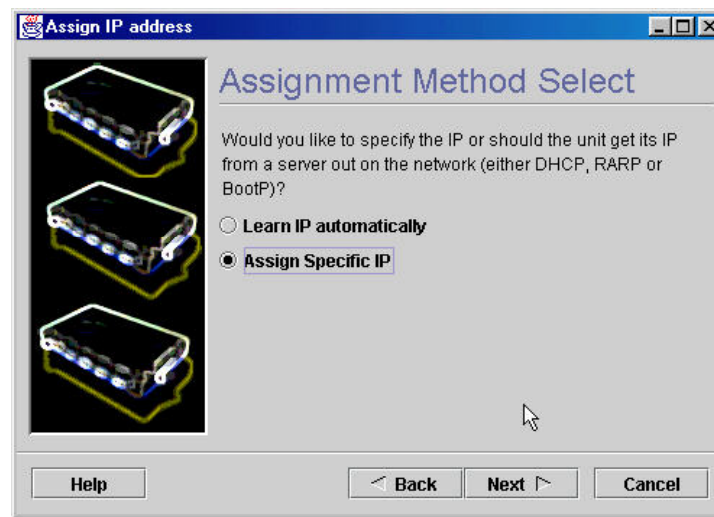 Assign IP address
Assignment Method Select
Would you like to specify the IP or should the unit get its IP
from a server out on the network (either DHCP, RARP or
BootP)?
Learn IP automatically
Assign Specific IP
Help
Back
Next
Cancel